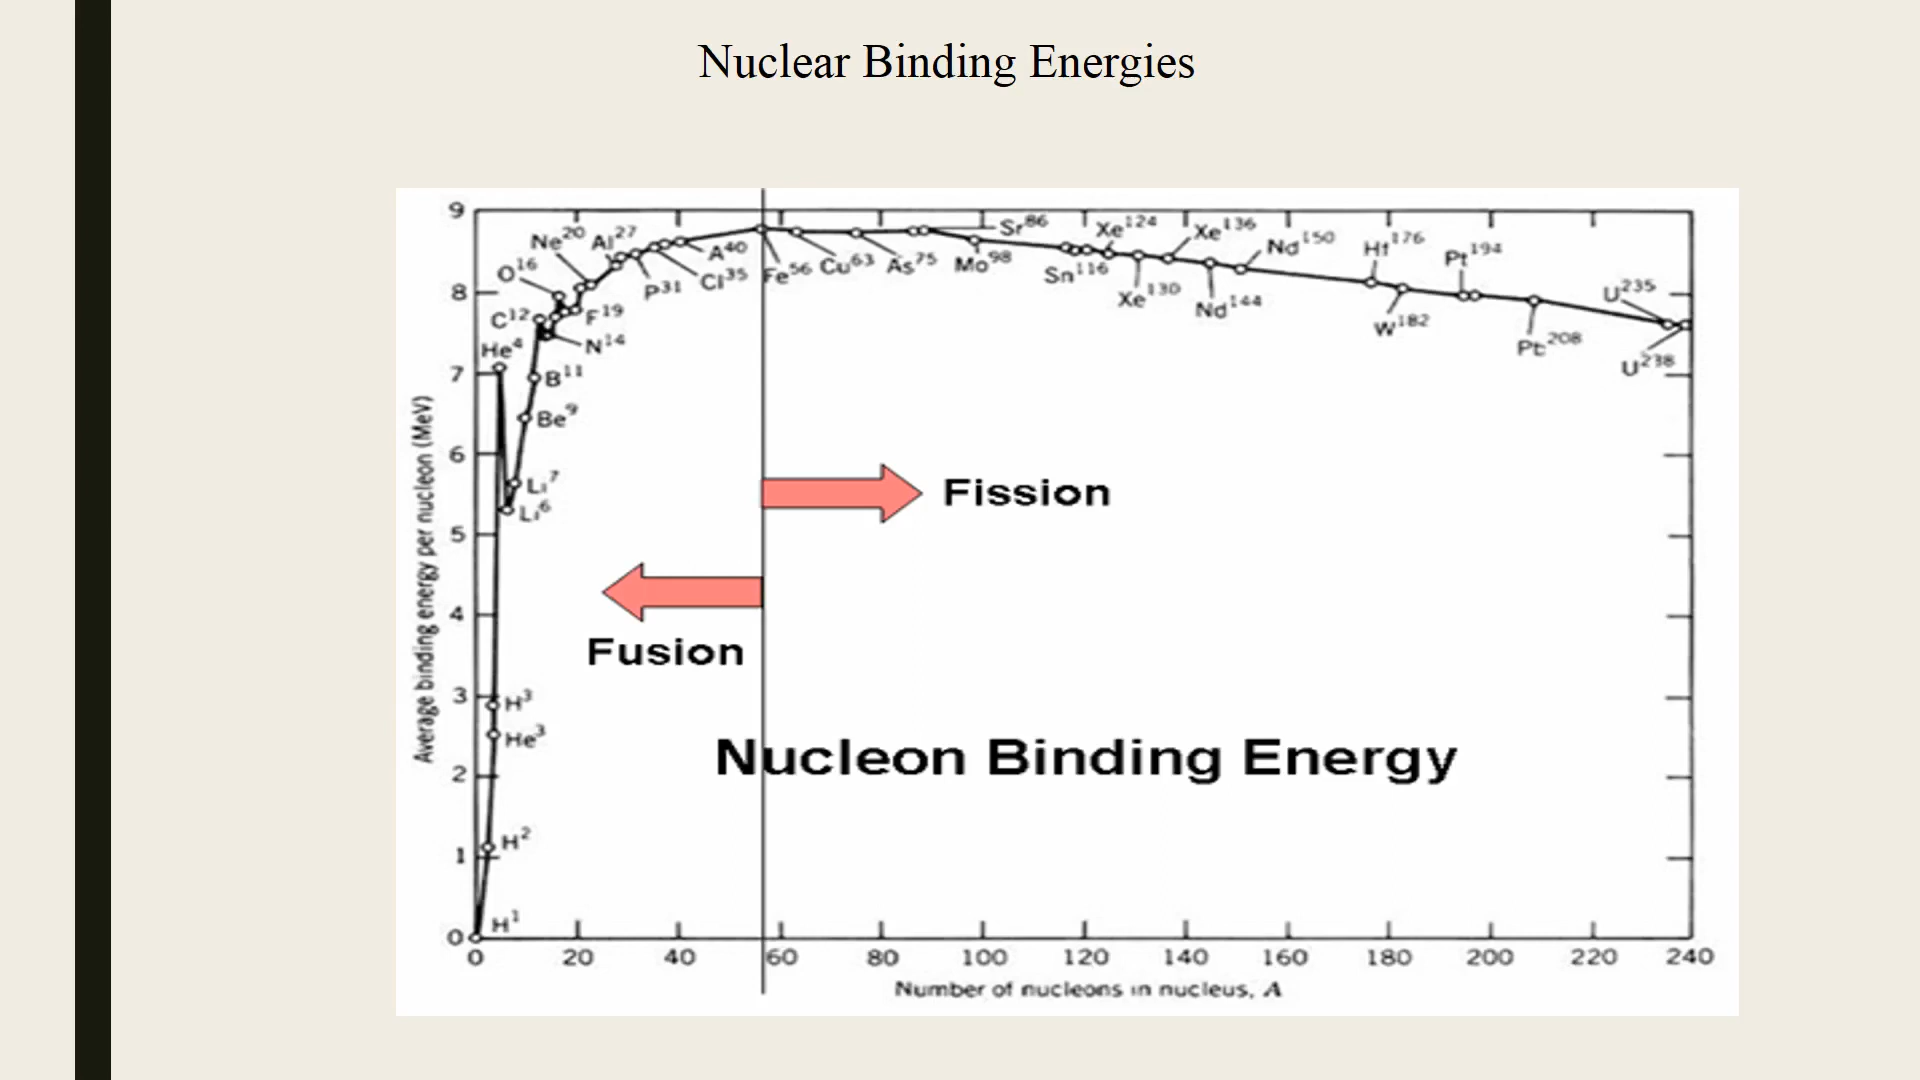 Nuclear Binding Energies
9
8
7
6
5
4
3
2
1
0
Average binding energy per nucleon (MeV)
Ne²⁰
Al²⁷
O¹⁶
C¹²
He⁴
F¹⁹
N¹⁴
B¹¹
Be⁹
Li⁷
Li⁶
H³
He³
H²
H¹
P³¹
Cl³⁵
A⁴⁰
Fe⁵⁶
Cu⁶³
As⁷⁵
Sr⁸⁶
Mo⁹⁸
Sn¹¹⁶
Xe¹²⁴
Xe¹³⁰
Xe¹³⁶
Nd¹⁴⁴
Nd¹⁵⁰
Hf¹⁷⁶
W¹⁸²
Pt¹⁹⁴
Pt²⁰⁸
U²³⁵
U²³⁸
Fission
Fusion
Nucleon Binding Energy
0 20 40 60 80 100 120 140 160 180 200 220 240
Number of nucleons in nucleus, A